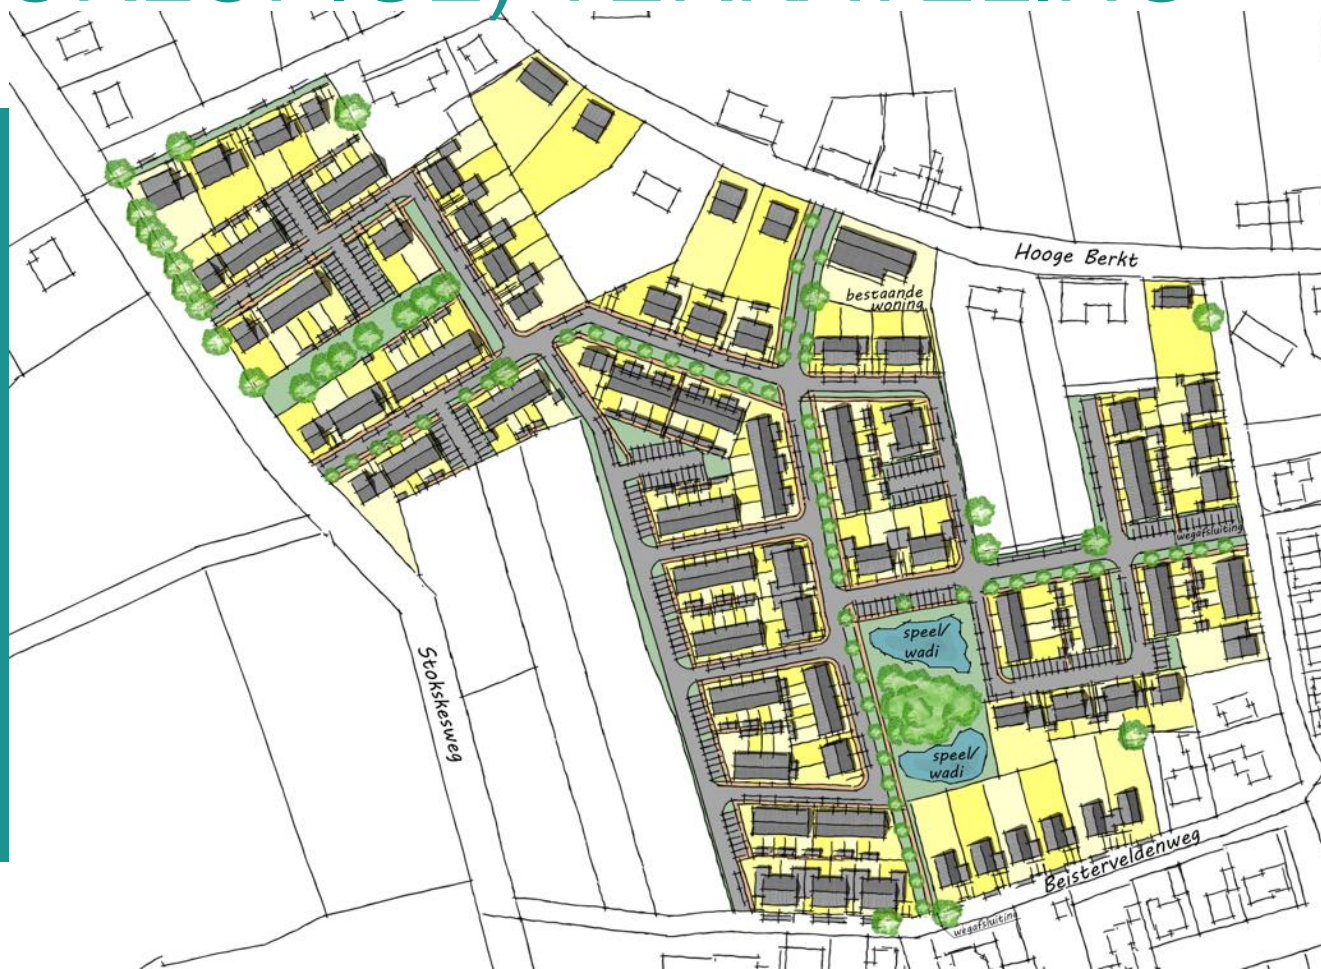 Hooge Berkt
bestaande
woning
wegafsluiting
speel/
wadi
Stokskesweg
speel/
wadi
Beisterveldenweg
wegafsluiting